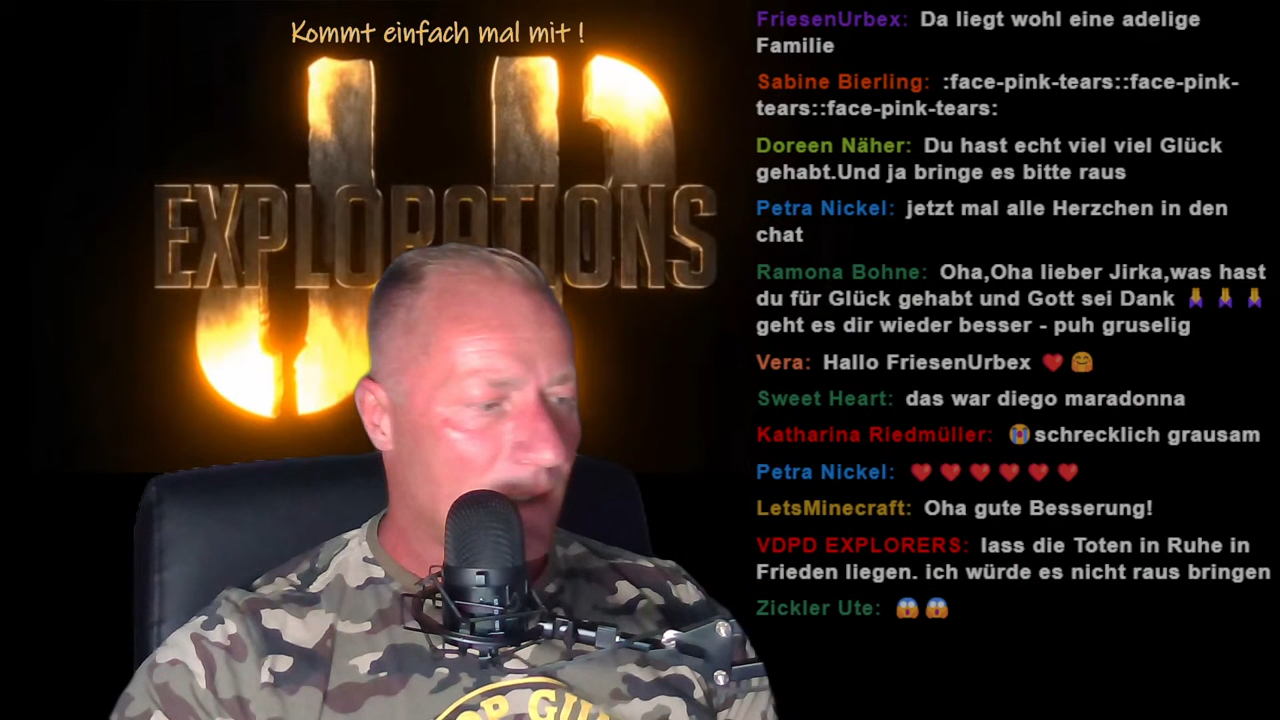 Kommt einfach mal mit !
EXPLORATIONS
FriesenUrbex: Da liegt wohl eine adelige
Familie
Sabine Bierling: :face-pink-tears::face-pink-
tears::face-pink-tears:
Doreen Näher: Du hast echt viel viel Glück
gehabt.Und ja bringe es bitte raus
Petra Nickel: jetzt mal alle Herzchen in den
chat
Ramona Bohne: Oha,Oha lieber Jirka,was hast
du für Glück gehabt und Gott sei Dank 🙏 🙏 🙏
geht es dir wieder besser - puh gruselig
Vera: Hallo FriesenUrbex ❤️ 🤗
Sweet Heart: das war diego maradonna
Katharina Riedmüller: 😭schrecklich grausam
Petra Nickel: ❤️ ❤️ ❤️ ❤️ ❤️ ❤️
LetsMinecraft: Oha gute Besserung!
VDPD EXPLORERS: lass die Toten in Ruhe in
Frieden liegen. ich würde es nicht raus bringen
Zickler Ute: 😱 😱